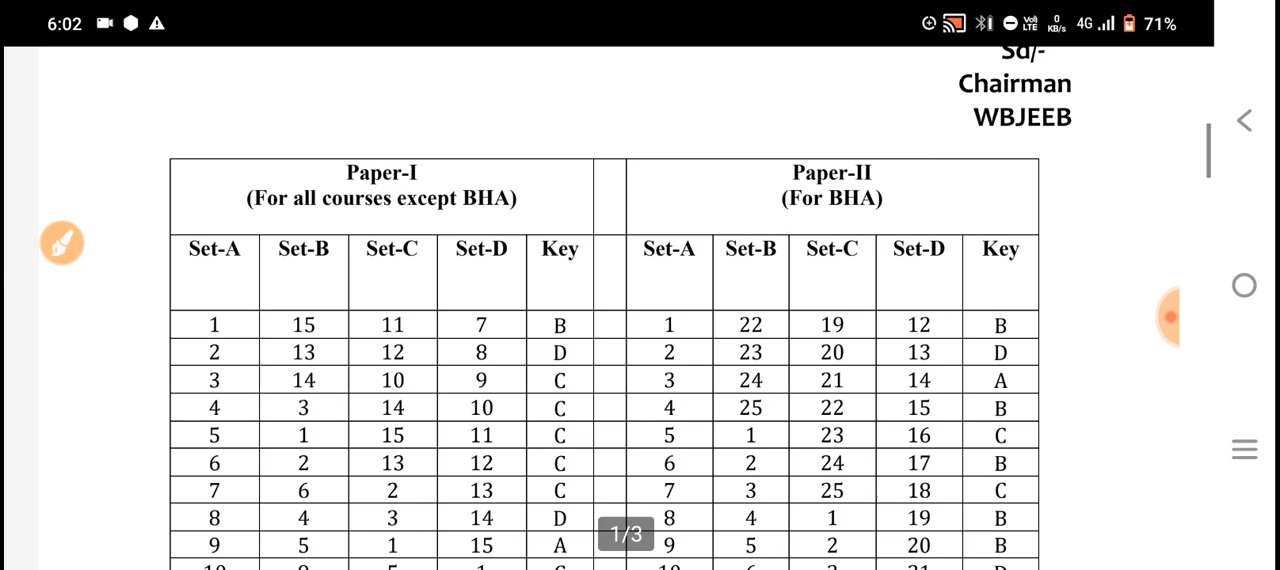 6:02 Vo) LTE 0 KB/s 4G 71%
Sd/-
Chairman
WBJEEB
Paper-I Paper-II
(For all courses except BHA) (For BHA)
Set-A Set-B Set-C Set-D Key Set-A Set-B Set-C Set-D Key
1 15 11 7 B 1 22 19 12 B
2 13 12 8 D 2 23 20 13 D
3 14 10 9 C 3 24 21 14 A
4 3 14 10 C 4 25 22 15 B
5 1 15 11 C 5 1 23 16 C
6 2 13 12 C 6 2 24 17 B
7 6 2 13 C 7 3 25 18 C
8 4 3 14 D 8 4 1 19 B
1/3
9 5 1 15 A 9 5 2 20 B